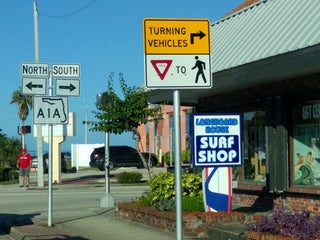 TURNING
VEHICLES
TO
NORTH SOUTH
A1A
LONGBOARD
HOUSE
SURF
SHOP